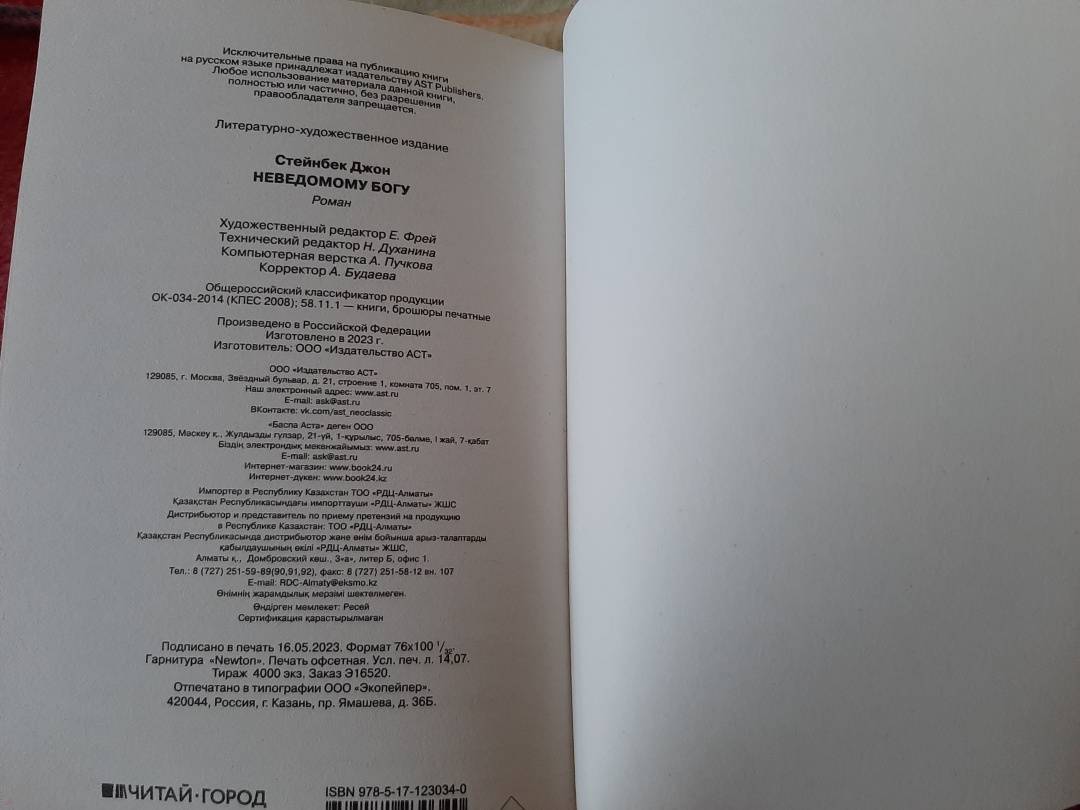 Исключительные права на публикацию книги
на русском языке принадлежат издательству AST Publishers.
Любое использование материала данной книги,
полностью или частично, без разрешения
правообладателя запрещается.
Литературно-художественное издание
Стейнбек Джон
НЕВЕДОМОМУ БОГУ
Роман
Художественный редактор Е. Фрей
Технический редактор Н. Духанина
Компьютерная верстка А. Пучкова
Корректор А. Будаева
Общероссийский классификатор продукции
ОК-034-2014 (КПЕС 2008); 58.11.1 — книги, брошюры печатные
Произведено в Российской Федерации
Изготовлено в 2023 г.
Изготовитель: ООО «Издательство АСТ»
ООО «Издательство АСТ»
129085, г. Москва, Звёздный бульвар, д. 21, строение 1, комната 705, пом. 1, эт. 7
Наш электронный адрес: www.ast.ru
E-mail: ask@ast.ru
ВКонтакте: vk.com/ast_neoclassic
«Баспа Аста» деген ООО
129085, Мәскеу қ., Жулдызды гүлзар, 21-үй, 1-құрылыс, 705-бөлме, I жай, 7-қабат
Біздің электрондық мекенжайымыз: www.ast.ru
E-mail: ask@ast.ru
Интернет-магазин: www.book24.ru
Интернет-дүкен: www.book24.kz
Импортер в Республику Казахстан ТОО «РДЦ-Алматы»
Қазақстан Республикасындағы импорттаушы «РДЦ-Алматы» ЖШС
Дистрибьютор и представитель по приему претензий на продукцию
в Республике Казахстан: ТОО «РДЦ-Алматы»
Қазақстан Республикасында дистрибьютор және өнім бойынша арыз-талаптарды
қабылдаушының өкілі «РДЦ-Алматы» ЖШС,
Алматы қ., Домбровский көш., 3«а», литер Б, офис 1.
Тел.: 8 (727) 251-59-89(90,91,92), факс: 8 (727) 251-58-12 вн. 107
E-mail: RDC-Almaty@eksmo.kz
Өнімнің жарамдылық мерзімі шектелмеген.
Өндірген мемлекет: Ресей
Сертификация қарастырылмаған
Подписано в печать 16.05.2023. Формат 76х100 1/32.
Гарнитура «Newton». Печать офсетная. Усл. печ. л. 14,07.
Тираж 4000 экз. Заказ Э16520.
Отпечатано в типографии ООО «Экопейпер».
420044, Россия, г. Казань, пр. Ямашева, д. 36Б.
ЧИТАЙ·ГОРОД
ISBN 978-5-17-123034-0